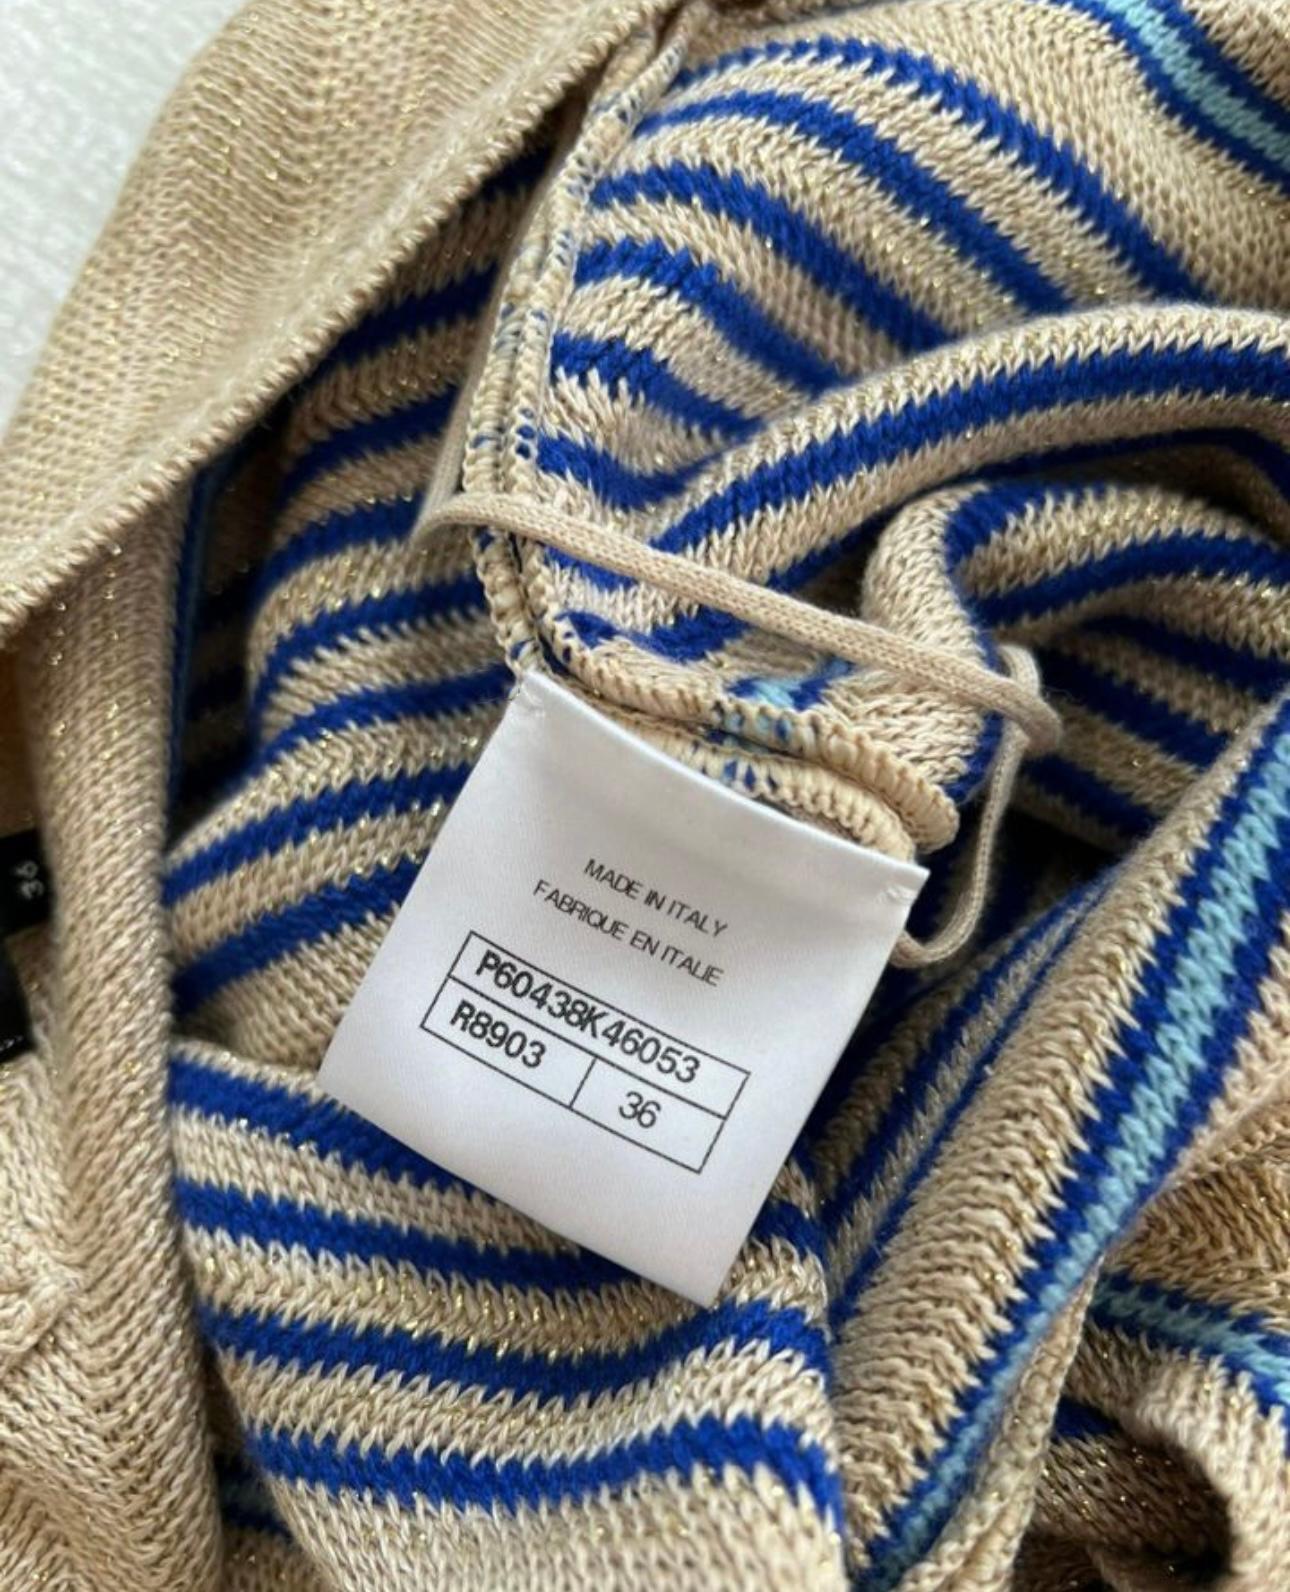 MADE IN ITALY
FABRIQUE EN ITALIE
P60438K46053
R8903 36
36